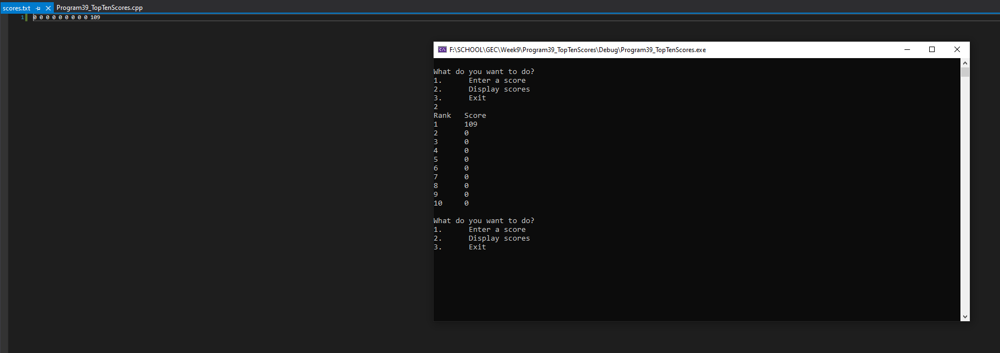 scores.txt Program39_TopTenScores.cpp
1 0 0 0 0 0 0 0 0 0 109
F:\SCHOOL\GEC\Week9\Program39_TopTenScores\Debug\Program39_TopTenScores.exe
What do you want to do?
1. Enter a score
2. Display scores
3. Exit
2
Rank Score
1 109
2 0
3 0
4 0
5 0
6 0
7 0
8 0
9 0
10 0
What do you want to do?
1. Enter a score
2. Display scores
3. Exit